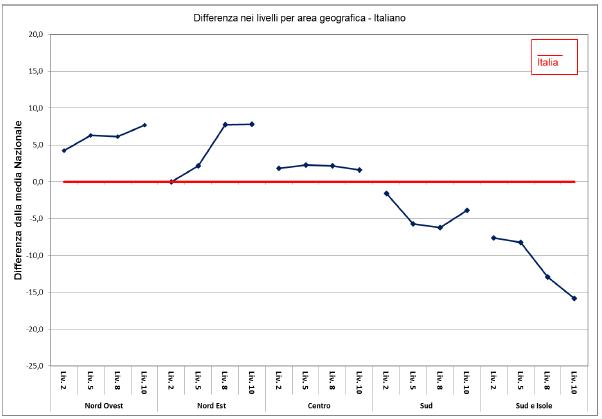 Differenza nei livelli per area geografica - Italiano
Differenza dalla media Nazionale
20,0
15,0
10,0
5,0
0,0
-5,0
-10,0
-15,0
-20,0
-25,0
Italia
Liv. 2
Liv. 5
Liv. 8
Liv. 10
Liv. 2
Liv. 5
Liv. 8
Liv. 10
Liv. 2
Liv. 5
Liv. 8
Liv. 10
Liv. 2
Liv. 5
Liv. 8
Liv. 10
Liv. 2
Liv. 5
Liv. 8
Liv. 10
Nord Ovest
Nord Est
Centro
Sud
Sud e Isole